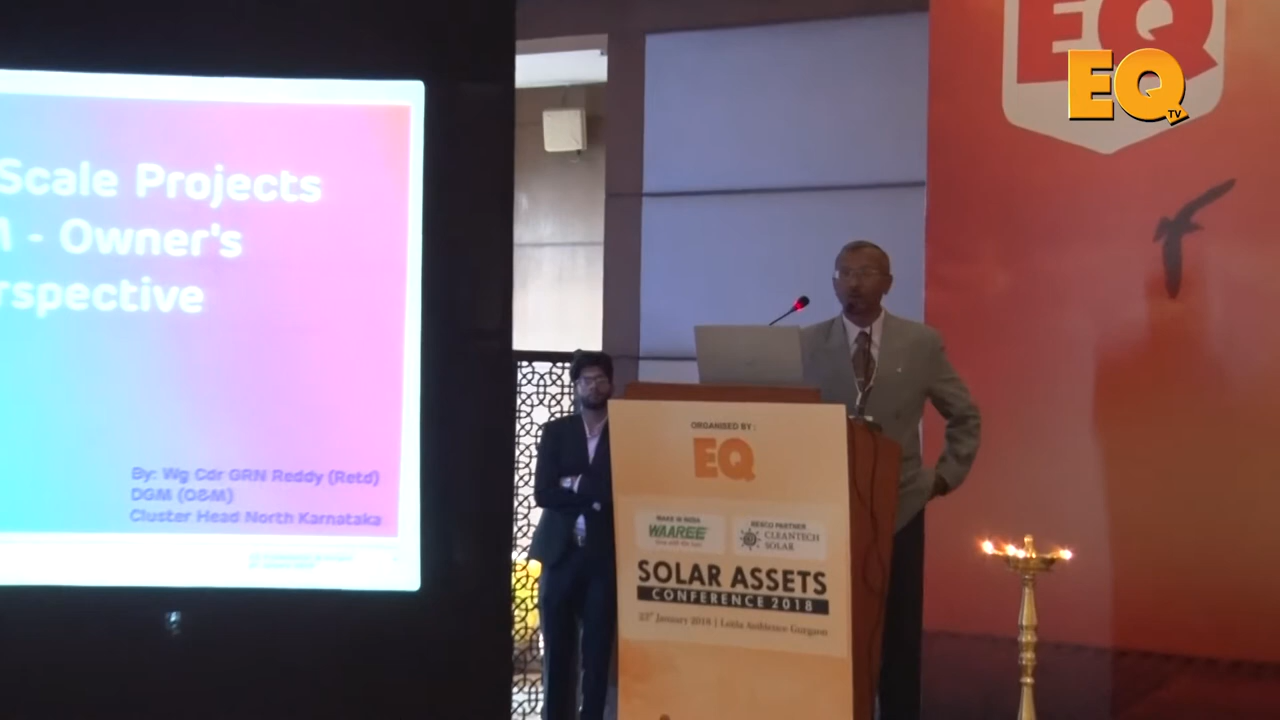 Scale Projects
- Owner's
rspective
By: Wg Cdr GRN Reddy (Retd)
DGM (O&M)
Cluster Head North Karnataka
EQ
EQ
TV
ORGANISED BY :
EQ
MAKE IN INDIA
WAAREE
RESCO PARTNER
CLEANTECH
SOLAR
SOLAR ASSETS
CONFERENCE 2018
January 2018 | Leela Ambience Gurgaon